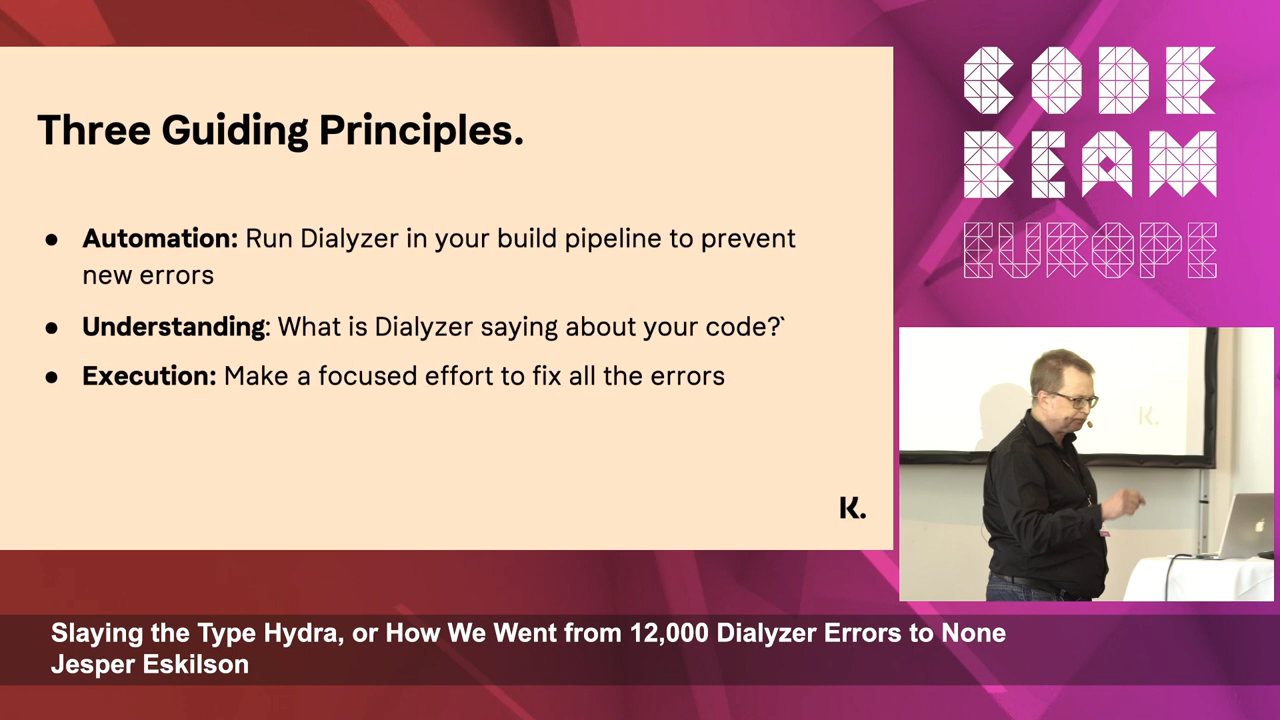 Three Guiding Principles.
● Automation: Run Dialyzer in your build pipeline to prevent
new errors
● Understanding: What is Dialyzer saying about your code?`
● Execution: Make a focused effort to fix all the errors
K.
CODE
BEAM
EUROPE
K.
Slaying the Type Hydra, or How We Went from 12,000 Dialyzer Errors to None
Jesper Eskilson